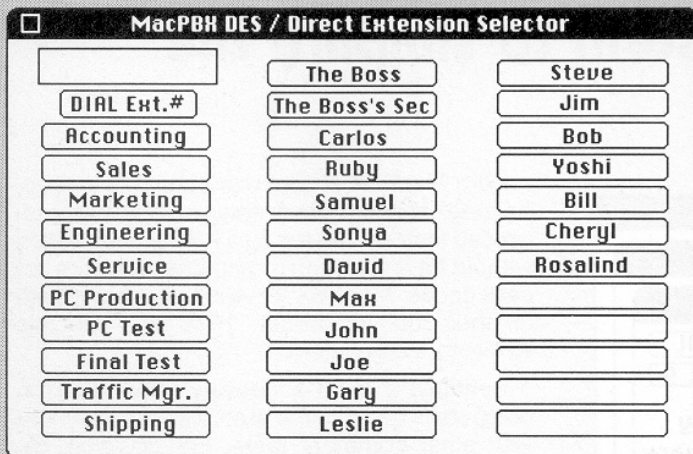 MacPBX DES / Direct Extension Selector
DIAL Ext.#
Accounting
Sales
Marketing
Engineering
Service
PC Production
PC Test
Final Test
Traffic Mgr.
Shipping
The Boss
The Boss's Sec
Carlos
Ruby
Samuel
Sonya
David
Max
John
Joe
Gary
Leslie
Steve
Jim
Bob
Yoshi
Bill
Cheryl
Rosalind